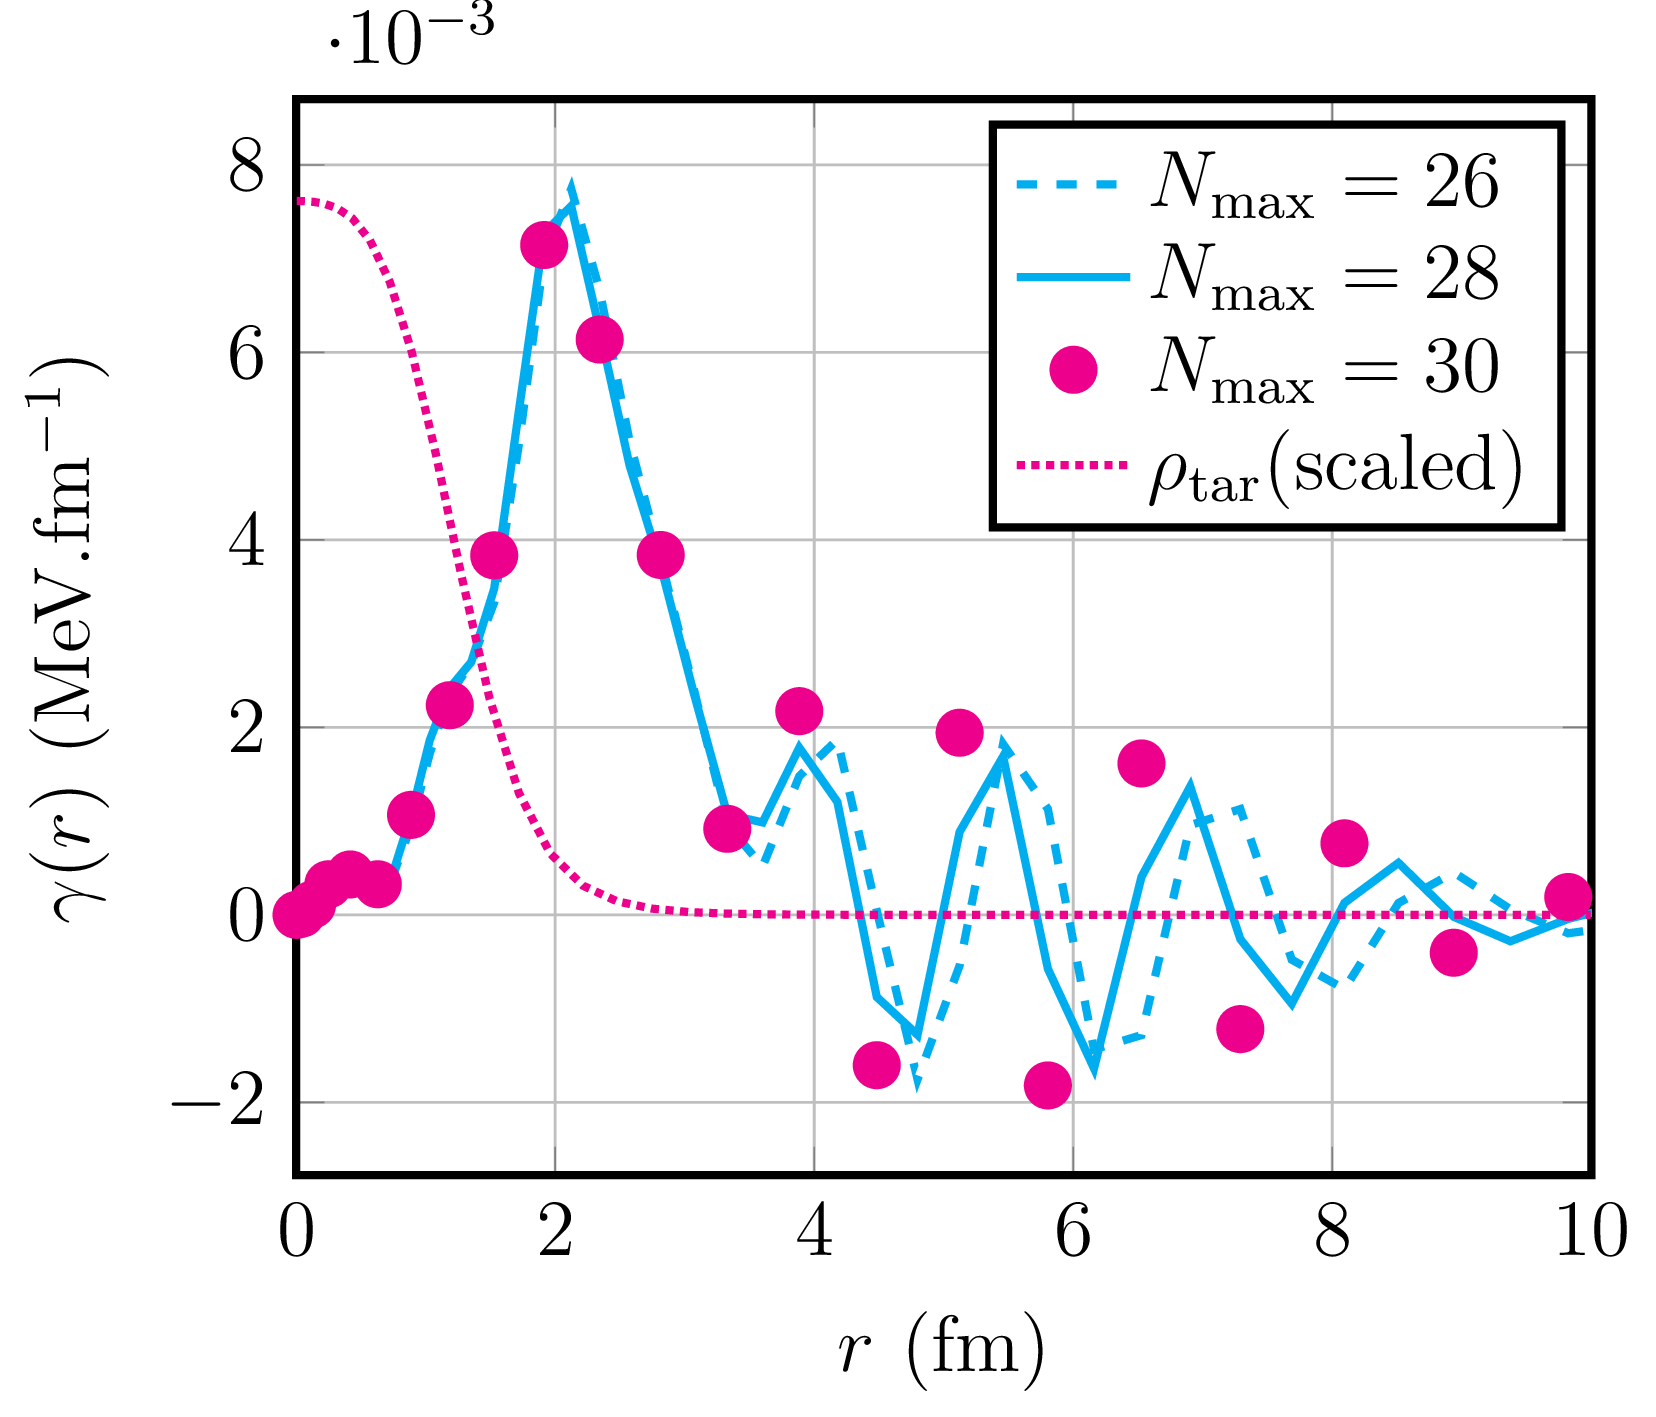 ·10⁻³
8
6
4
2
0
−2
γ(r) (MeV.fm⁻¹)
N_max = 26
N_max = 28
N_max = 30
ρ_tar(scaled)
0 2 4 6 8 10
r (fm)